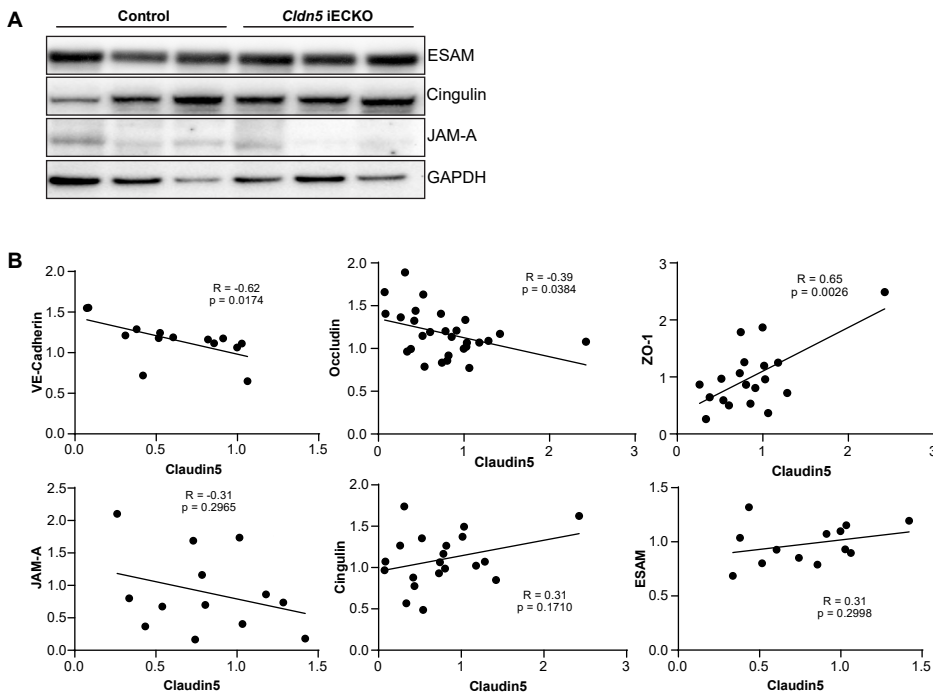 A
Control
Cldn5 iECKO
ESAM
Cingulin
JAM-A
GAPDH
B
VE-Cadherin
2.0
1.5
1.0
0.5
0.0
0.0
0.5
1.0
1.5
Claudin5
R = -0.62
p = 0.0174
Occludin
2.0
1.5
1.0
0.5
0.0
0
1
2
3
Claudin5
R = -0.39
p = 0.0384
ZO-1
3
2
1
0
0
1
2
3
Claudin5
R = 0.65
p = 0.0026
JAM-A
2.5
2.0
1.5
1.0
0.5
0.0
0.0
0.5
1.0
1.5
Claudin5
R = -0.31
p = 0.2965
Cingulin
2.0
1.5
1.0
0.5
0.0
0
1
2
3
Claudin5
R = 0.31
p = 0.1710
ESAM
1.5
1.0
0.5
0.0
0.0
0.5
1.0
1.5
Claudin5
R = 0.31
p = 0.2998